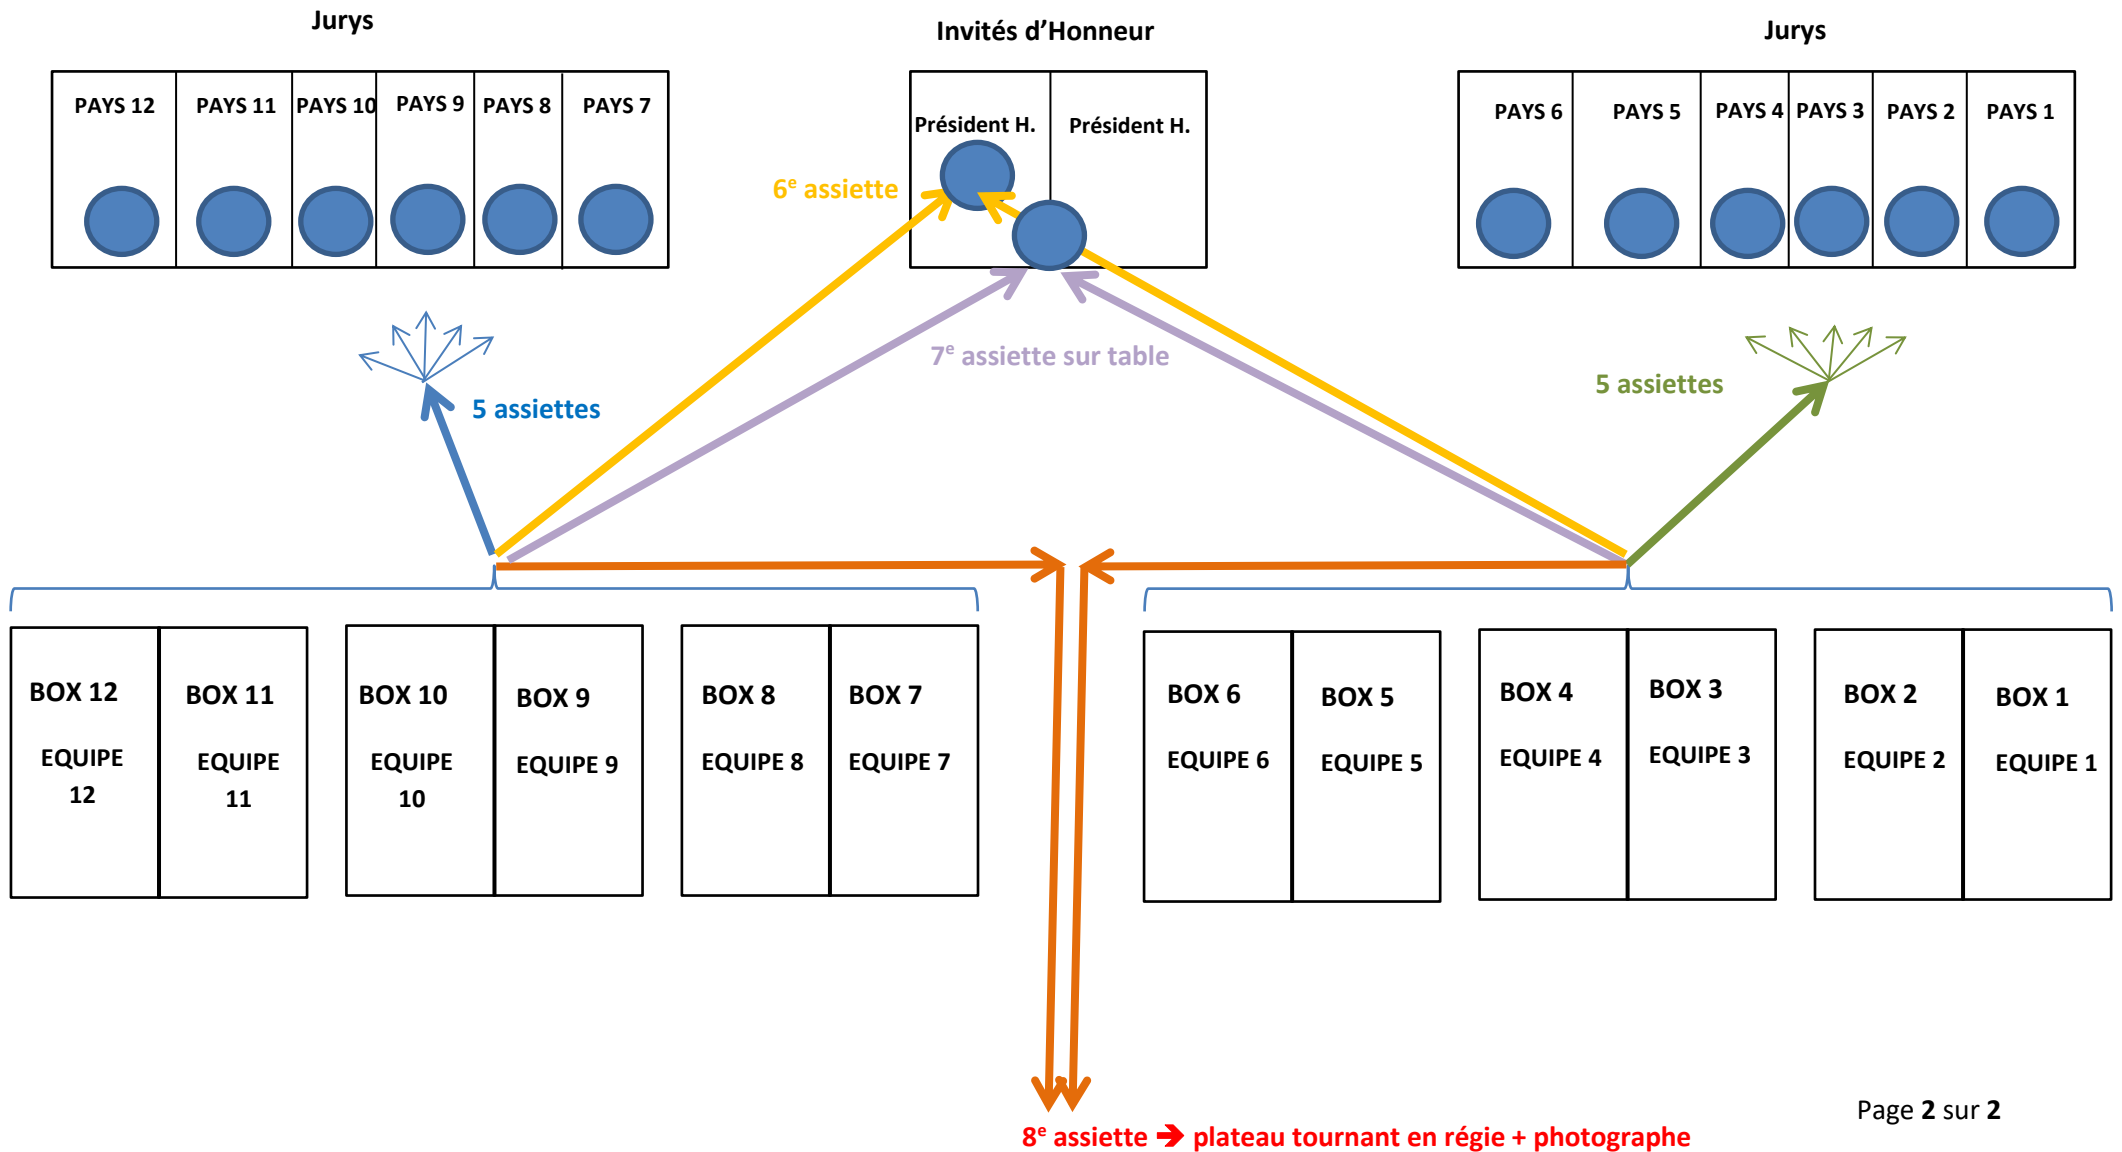 Jurys
Invités d’Honneur
Jurys
PAYS 12
PAYS 11
PAYS 10
PAYS 9
PAYS 8
PAYS 7
Président H.
Président H.
PAYS 6
PAYS 5
PAYS 4
PAYS 3
PAYS 2
PAYS 1
6e assiette
7e assiette sur table
5 assiettes
5 assiettes
BOX 12
EQUIPE
12
BOX 11
EQUIPE
11
BOX 10
EQUIPE
10
BOX 9
EQUIPE 9
BOX 8
EQUIPE 8
BOX 7
EQUIPE 7
BOX 6
EQUIPE 6
BOX 5
EQUIPE 5
BOX 4
EQUIPE 4
BOX 3
EQUIPE 3
BOX 2
EQUIPE 2
BOX 1
EQUIPE 1
Page 2 sur 2
8e assiette ➔ plateau tournant en régie + photographe